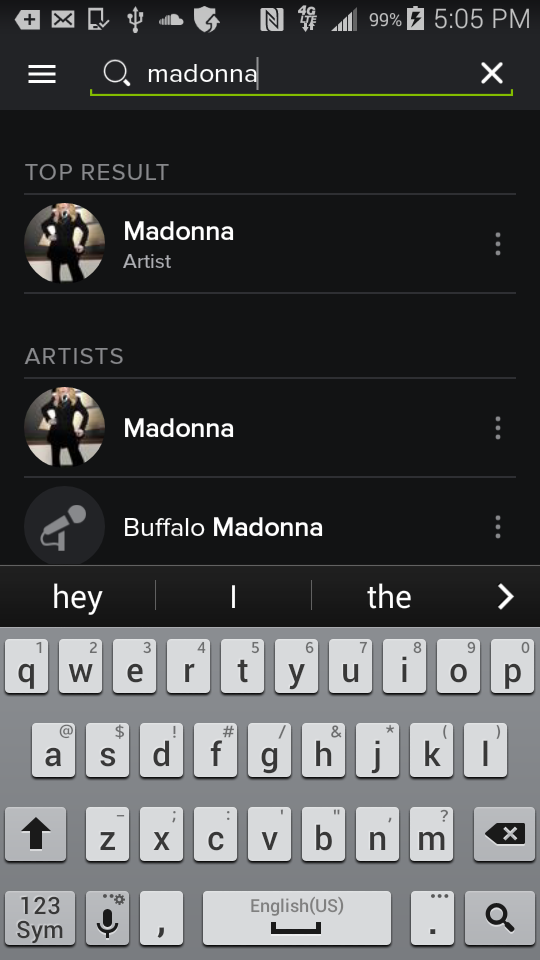 4G LTE 99% 5:05 PM
madonna
TOP RESULT
Madonna
Artist
ARTISTS
Madonna
Buffalo Madonna
hey I the
1 2 3 4 5 6 7 8 9 0
q w e r t y u i o p
@ $ ! # / & * ( )
a s d f g h j k l
- ; : ' " , ?
z x c v b n m
123 Sym , English(US) .